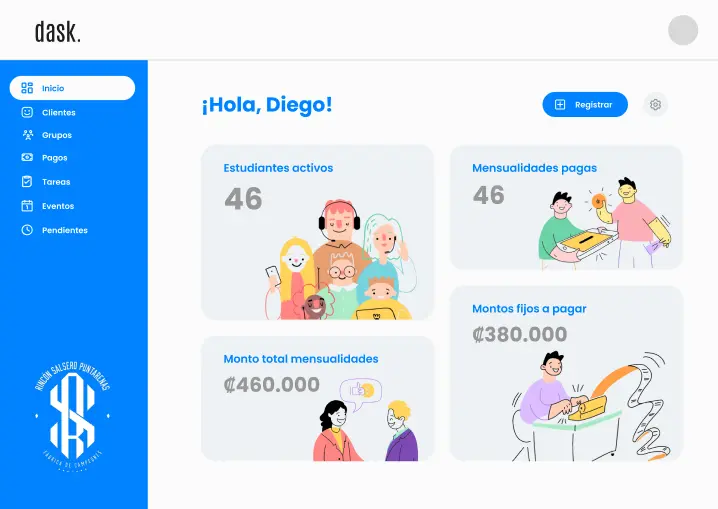 dask.
Inicio
Clientes
Grupos
Pagos
Tareas
Eventos
Pendientes
RINCÓN SALSERO PUNTARENAS
FÁBRICA DE CAMPEONES
¡Hola, Diego!
Registrar
Estudiantes activos
46
Mensualidades pagas
46
Monto total mensualidades
₡460.000
Montos fijos a pagar
₡380.000